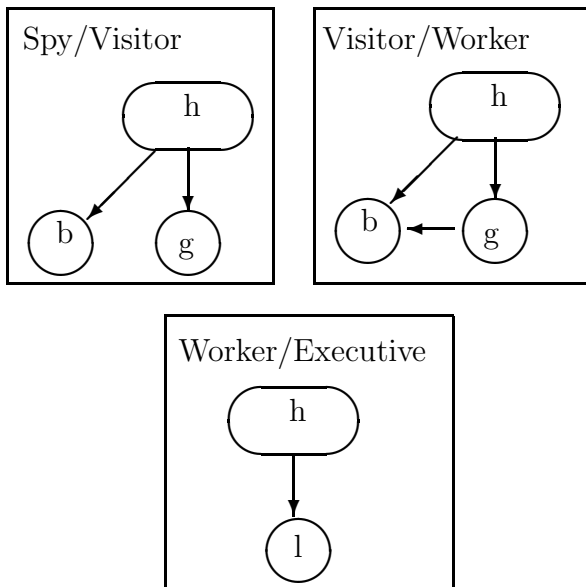 Spy/Visitor
h
b
g
Visitor/Worker
h
b
g
Worker/Executive
h
l